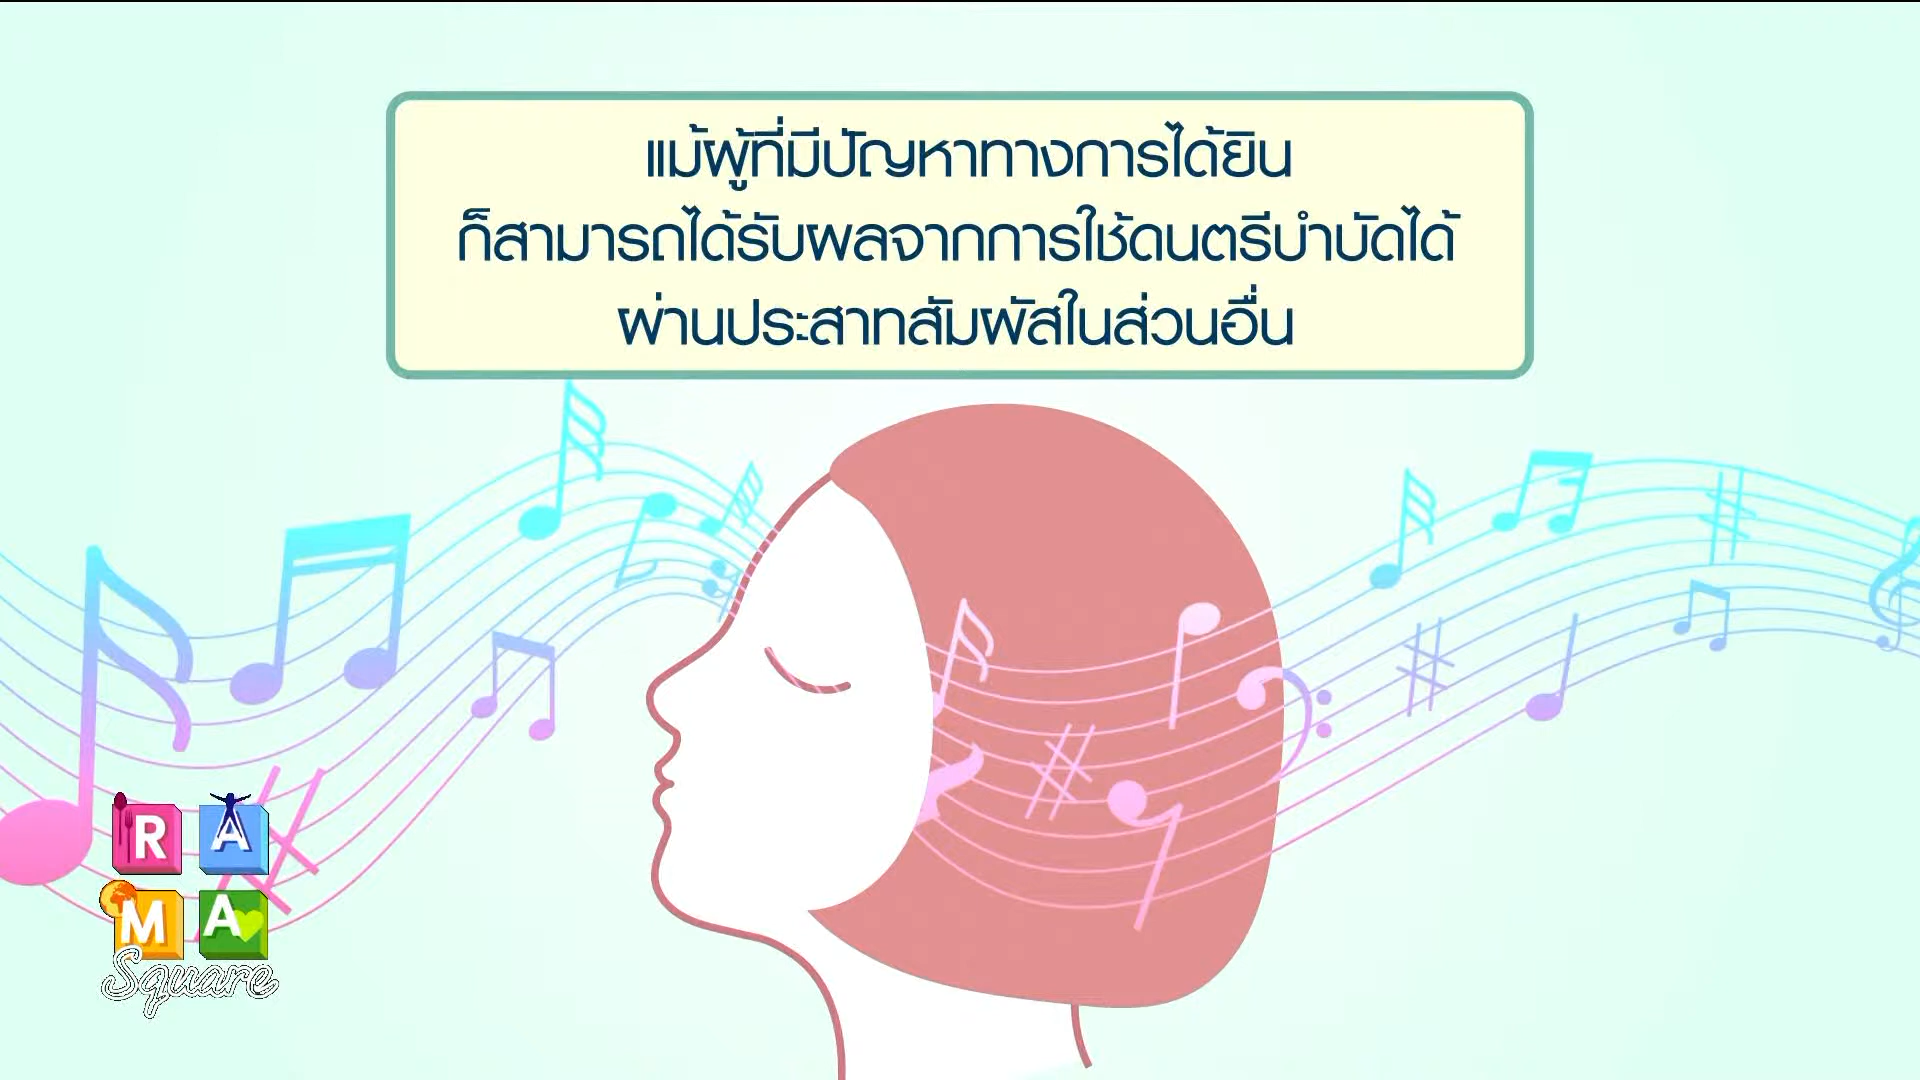 แม้ผู้ที่มีปัญหาทางการได้ยิน
ก็สามารถได้รับผลจากการใช้ดนตรีบำบัดได้
ผ่านประสาทสัมผัสในส่วนอื่น
RA
MA
Square